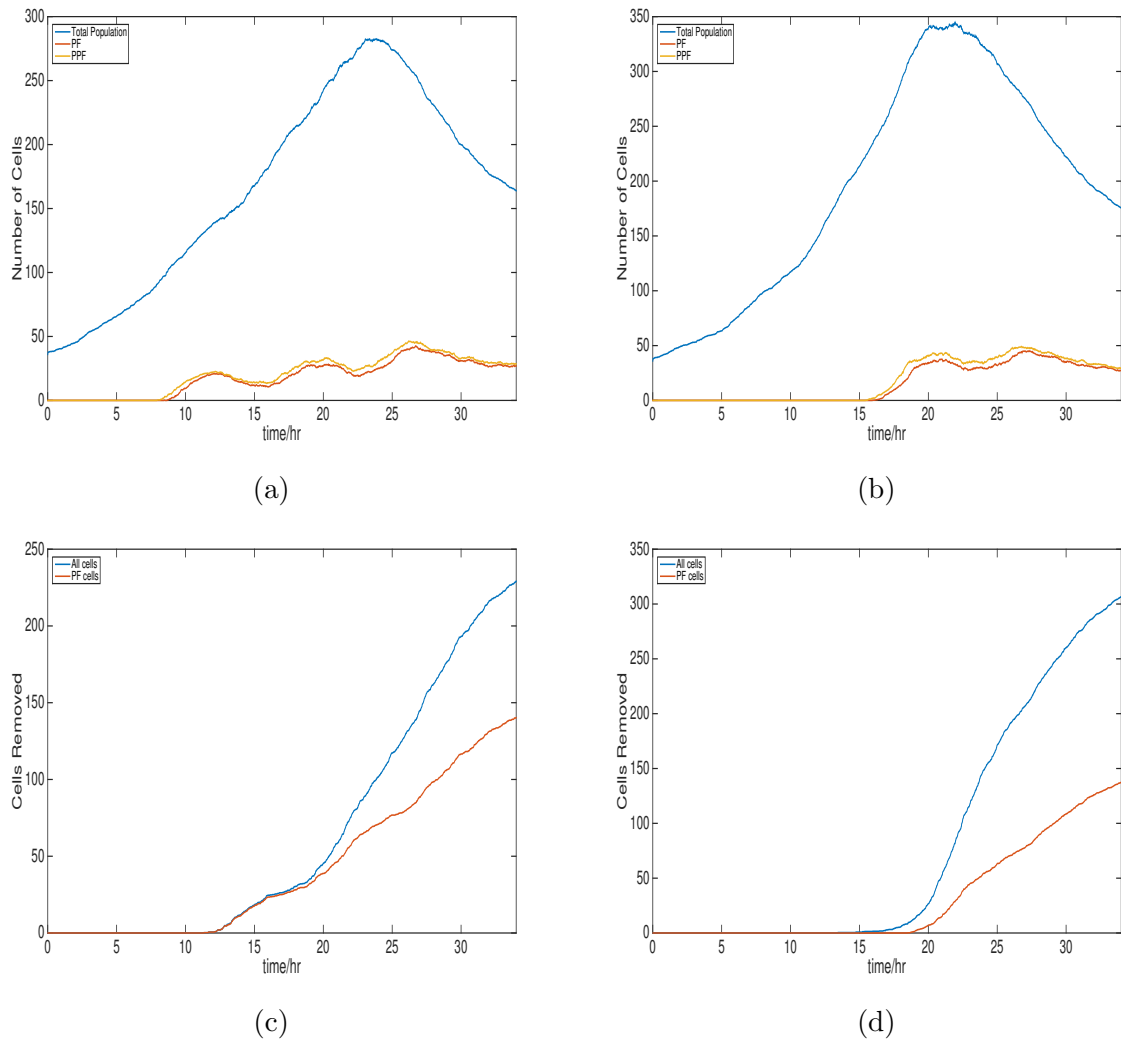 300
250
200
150
100
50
0
Number of Cells
Total Population
PF
PPF
0 5 10 15 20 25 30
time/hr
(a)
350
300
250
200
150
100
50
0
Number of Cells
Total Population
PF
PPF
0 5 10 15 20 25 30
time/hr
(b)
250
200
150
100
50
0
Cells Removed
All cells
PF cells
0 5 10 15 20 25 30
time/hr
(c)
350
300
250
200
150
100
50
0
Cells Removed
All cells
PF cells
0 5 10 15 20 25 30
time/hr
(d)